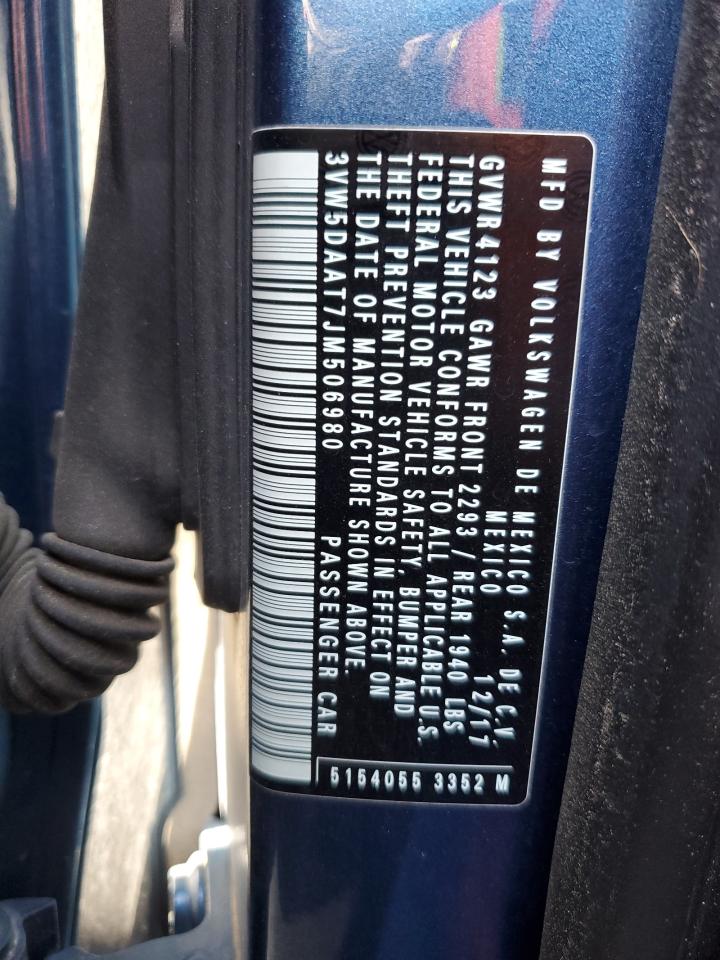 MFD BY VOLKSWAGEN DE MEXICO S.A. DE C.V.
MEXICO 12/17
GVWR4123 GAWR FRONT 2293 / REAR 1940 LBS
THIS VEHICLE CONFORMS TO ALL APPLICABLE U.S.
FEDERAL MOTOR VEHICLE SAFETY, BUMPER AND
THEFT PREVENTION STANDARDS IN EFFECT ON
THE DATE OF MANUFACTURE SHOWN ABOVE.
3VW5DAAT7JM506980 PASSENGER CAR
5154055 3352 M